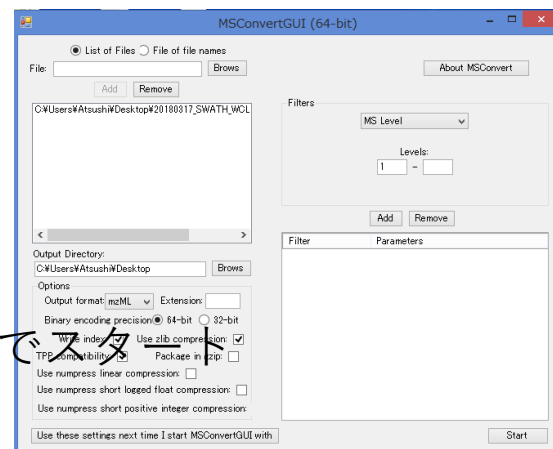 MSConvertGUI (64-bit)
List of Files File of file names
File: Brows
About MSConvert
Add Remove
C:¥Users¥Atsushi¥Desktop¥20180317_SWATH_WCL
Filters
MS Level
Levels:
1 -
Add Remove
Filter Parameters
Output Directory:
C:¥Users¥Atsushi¥Desktop Brows
Options
Output format: mzML Extension:
Binary encoding precision 64-bit 32-bit
Write index: Use zlib compression:
でスタート
TPP compatibility: Package in gzip:
Use numpress linear compression:
Use numpress short logged float compression:
Use numpress short positive integer compression:
Use these settings next time I start MSConvertGUI with
Start